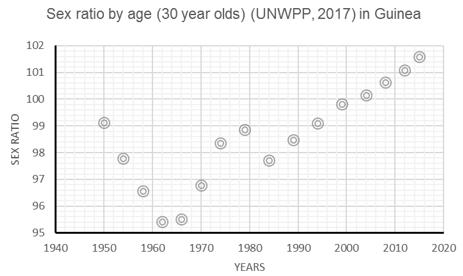 Sex ratio by age (30 year olds) (UNWPP, 2017) in Guinea
102
101
100
99
98
97
96
95
SEX RATIO
1940 1950 1960 1970 1980 1990 2000 2010 2020
YEARS